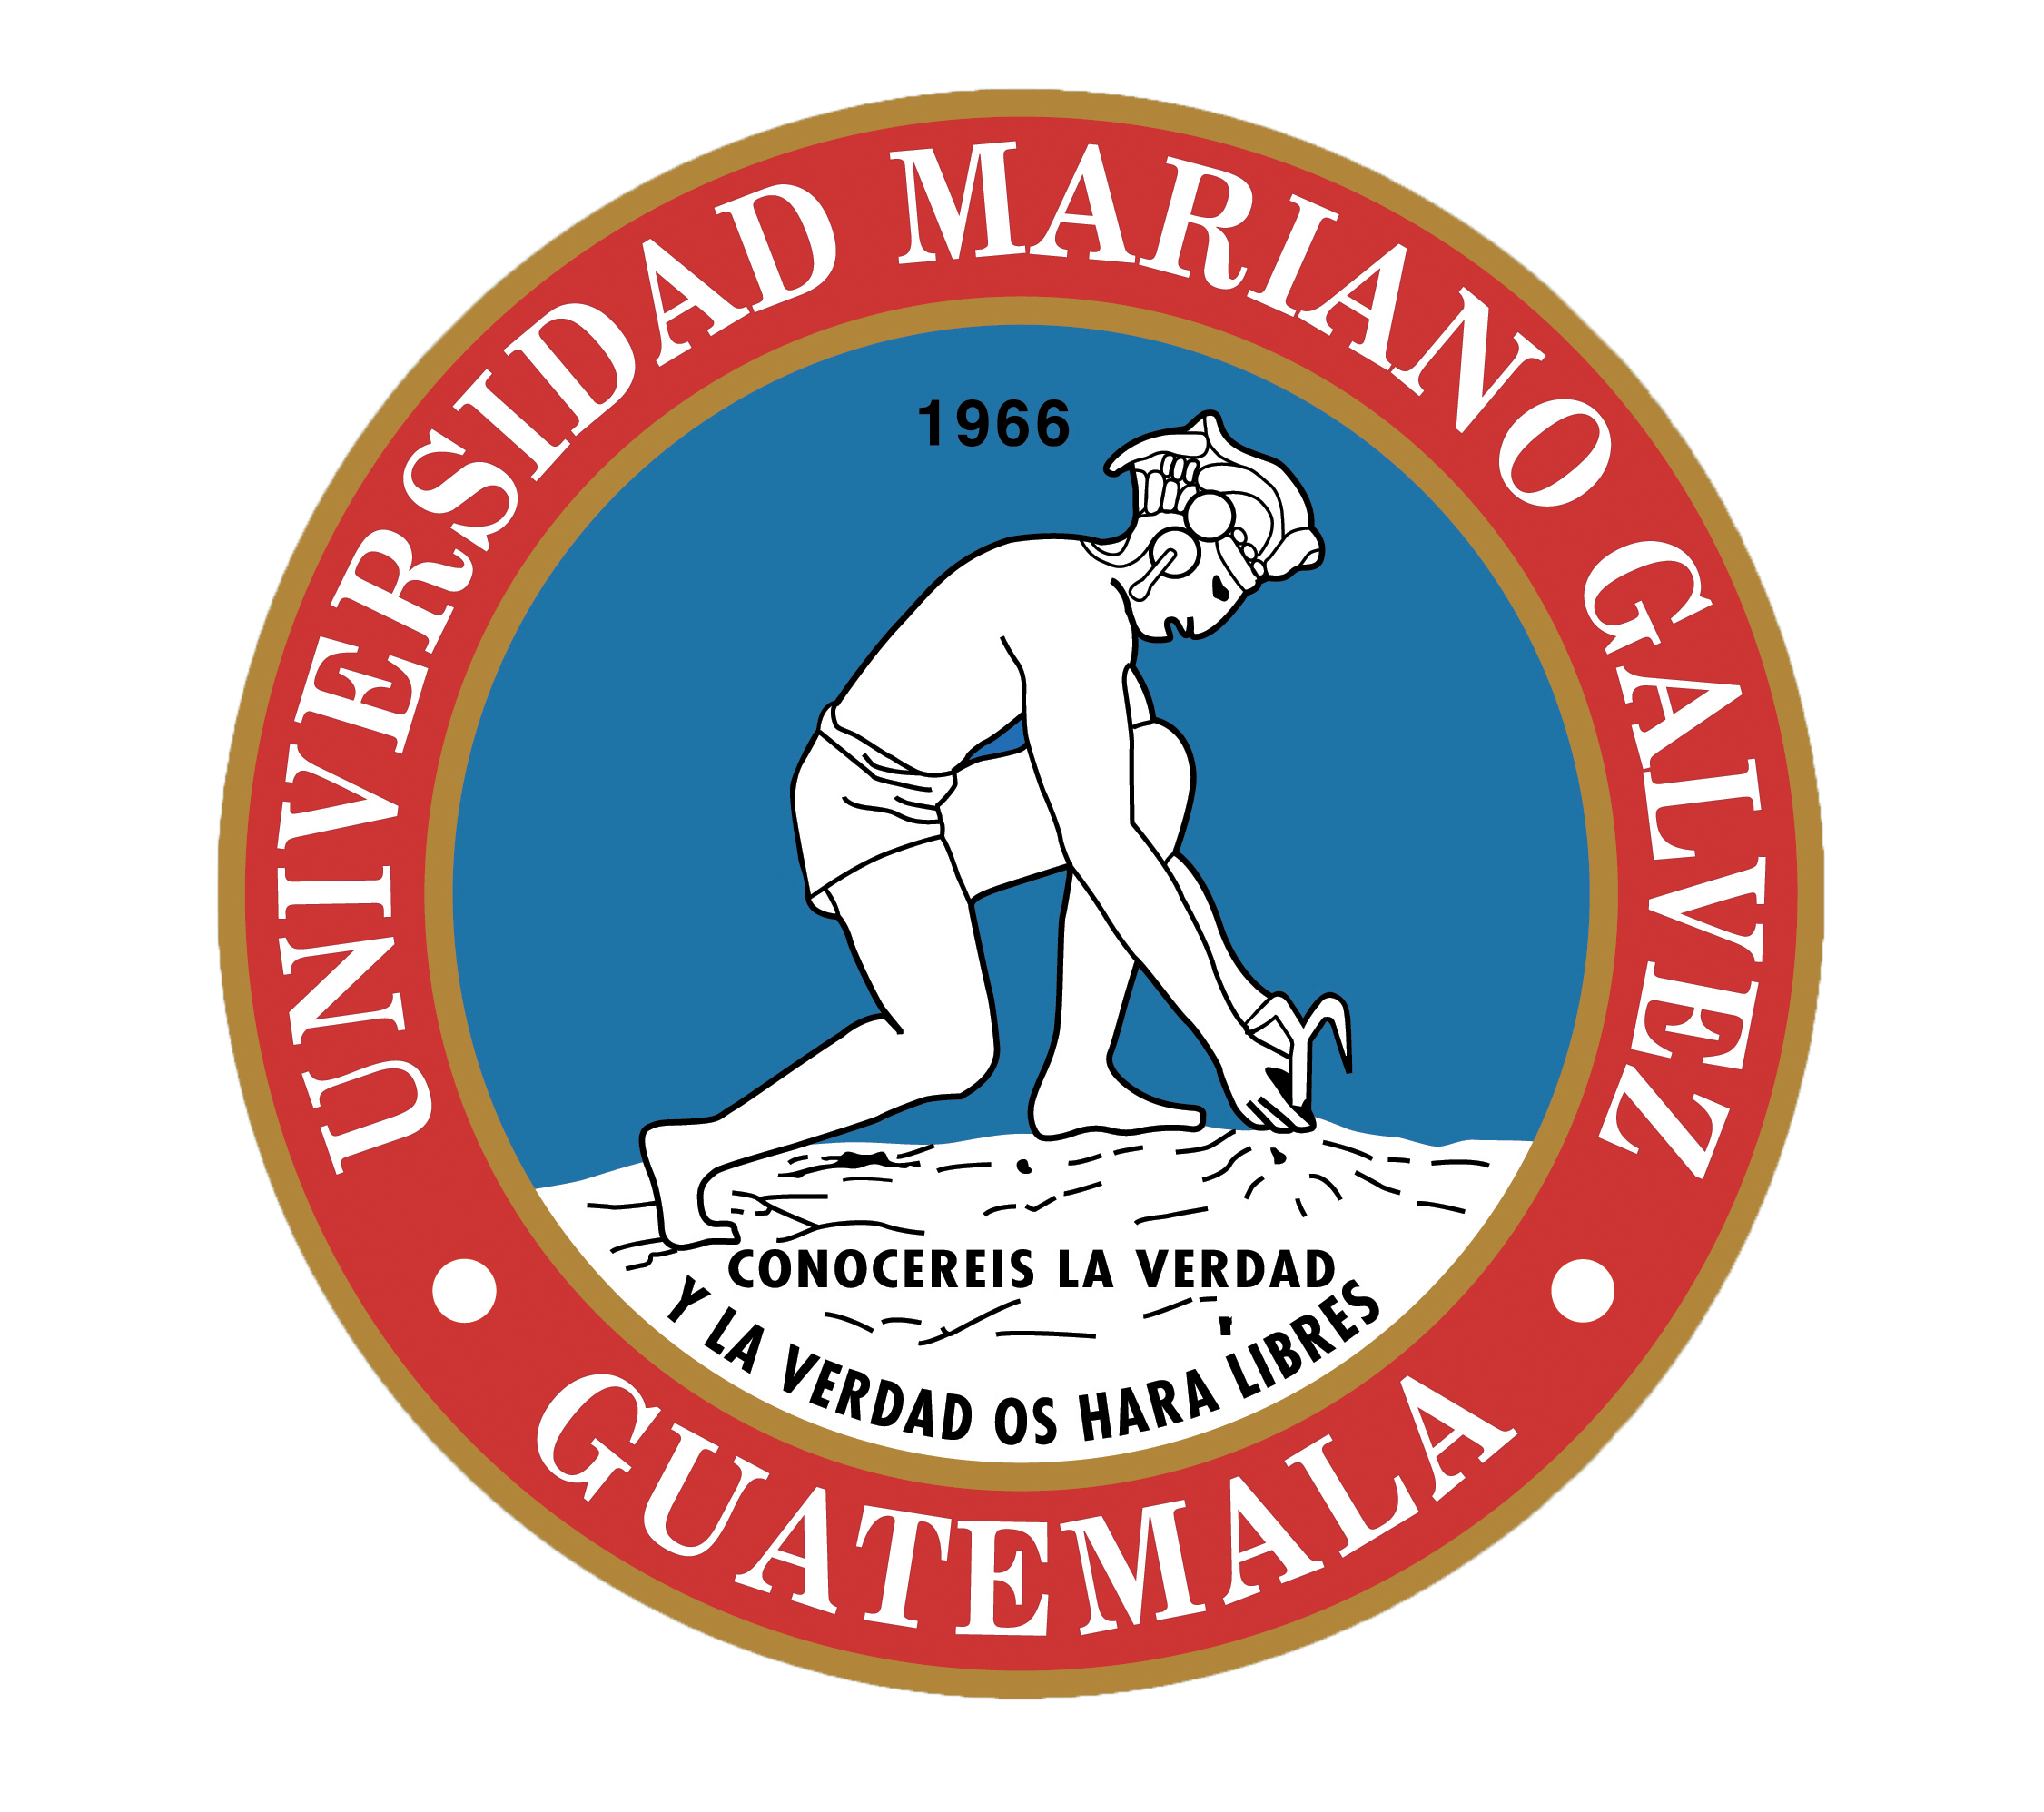 UNIVERSIDAD MARIANO GALVEZ
1966
CONOCEREIS LA VERDAD
Y LA VERDAD OS HARA LIBRES
GUATEMALA